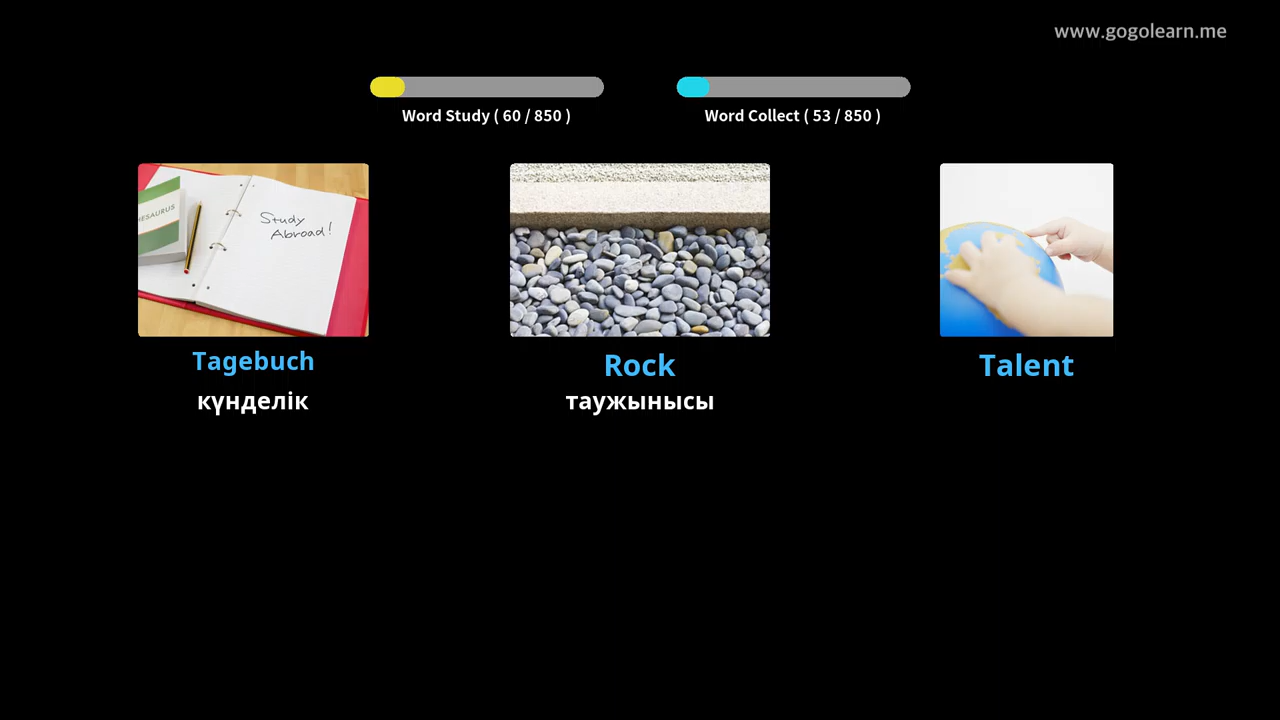 www.gogolearn.me
Word Study ( 60 / 850 )
Word Collect ( 53 / 850 )
THESAURUS
Study
Abroad!
Tagebuch
Rock
Talent
күнделік
таужынысы